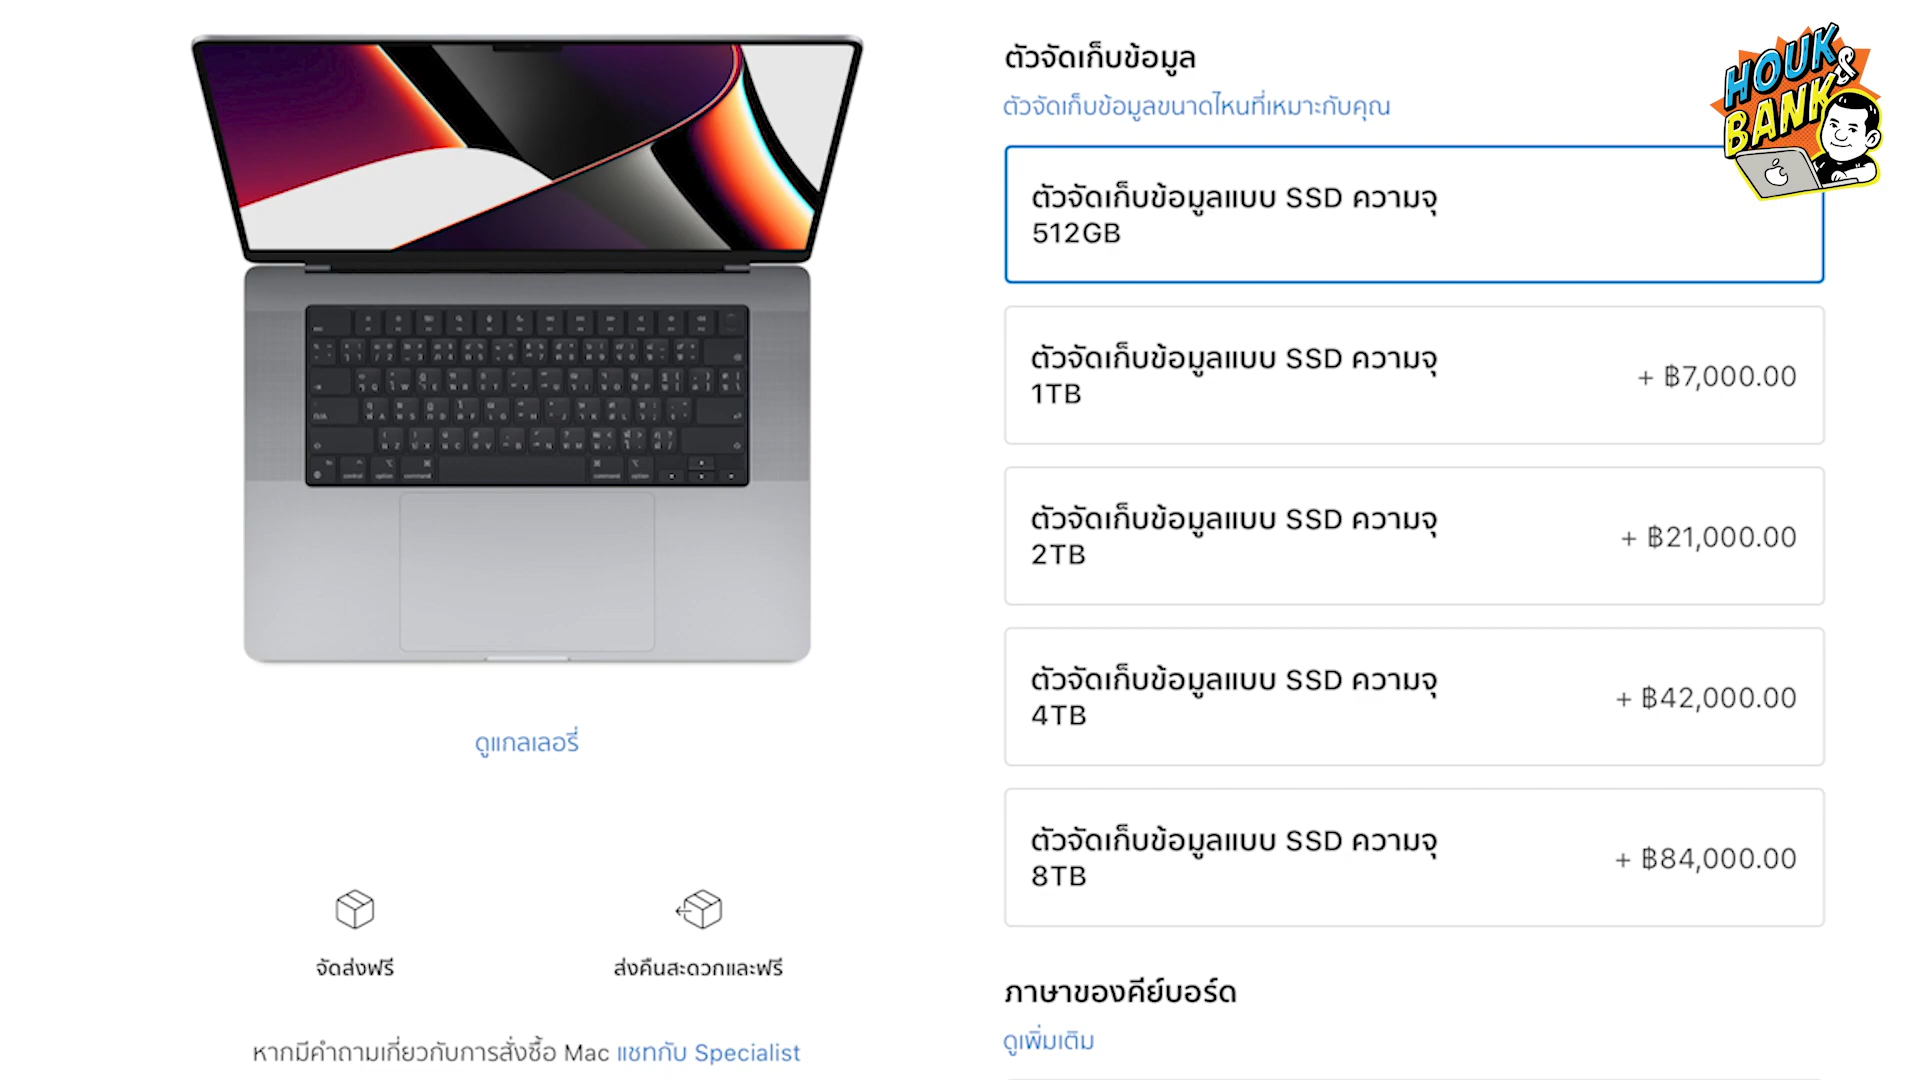 HOUK
&
BANK
ตัวจัดเก็บข้อมูล
ตัวจัดเก็บข้อมูลขนาดไหนที่เหมาะกับคุณ
ตัวจัดเก็บข้อมูลแบบ SSD ความจุ
512GB
ตัวจัดเก็บข้อมูลแบบ SSD ความจุ
1TB
+ ฿7,000.00
ตัวจัดเก็บข้อมูลแบบ SSD ความจุ
2TB
+ ฿21,000.00
ตัวจัดเก็บข้อมูลแบบ SSD ความจุ
4TB
+ ฿42,000.00
ตัวจัดเก็บข้อมูลแบบ SSD ความจุ
8TB
+ ฿84,000.00
ภาษาของคีย์บอร์ด
ดูเพิ่มเติม
ดูแกลเลอรี่
จัดส่งฟรี
ส่งคืนสะดวกและฟรี
หากมีคำถามเกี่ยวกับการสั่งซื้อ Mac แชทกับ Specialist